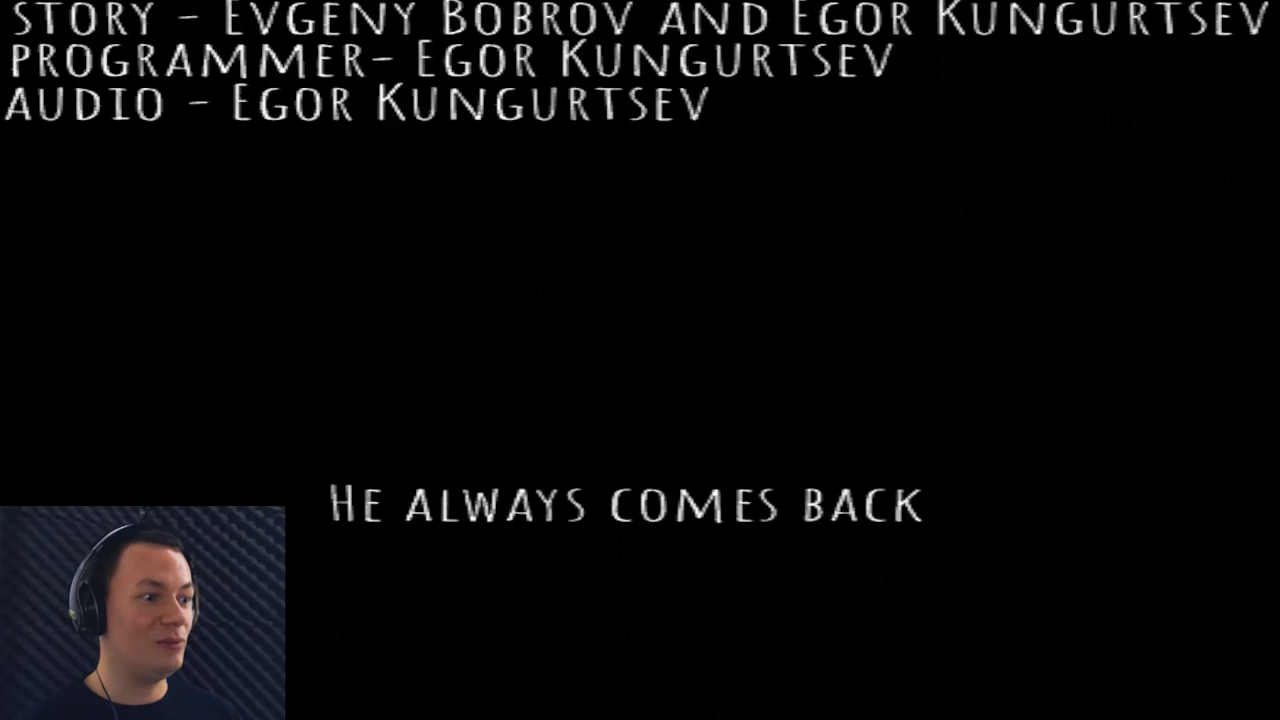 STORY - EVGENY BOBROV AND EGOR KUNGURTSEV
PROGRAMMER- EGOR KUNGURTSEV
AUDIO - EGOR KUNGURTSEV
HE ALWAYS COMES BACK